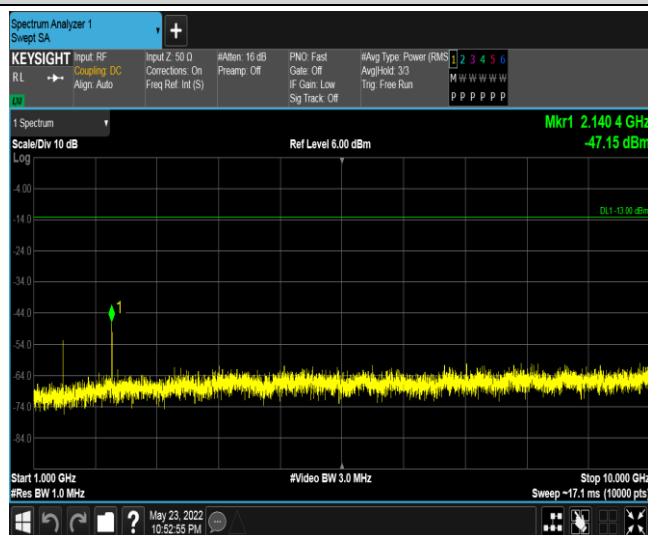 Spectrum Analyzer 1
Swept SA
+
KEYSIGHT
RL
Input: RF
Coupling: DC
Align: Auto
Input Z: 50 Ω
Corrections: On
Freq Ref: Int (S)
#Atten: 16 dB
Preamp: Off
PNO: Fast
Gate: Off
IF Gain: Low
Sig Track: Off
#Avg Type: Power (RMS
Avg|Hold: 3/3
Trig: Free Run
1 2 3 4 5 6
M W W W W W
P P P P P P
1 Spectrum
Mkr1 2.140 4 GHz
Scale/Div 10 dB
Ref Level 6.00 dBm
-47.15 dBm
Log
-4.00
DL1 -13.00 dBm
-14.0
-24.0
-34.0
1
-44.0
-54.0
-64.0
-74.0
-84.0
Start 1.000 GHz
#Video BW 3.0 MHz
Stop 10.000 GHz
#Res BW 1.0 MHz
Sweep ~17.1 ms (10000 pts)
?
May 23, 2022
10:52:55 PM